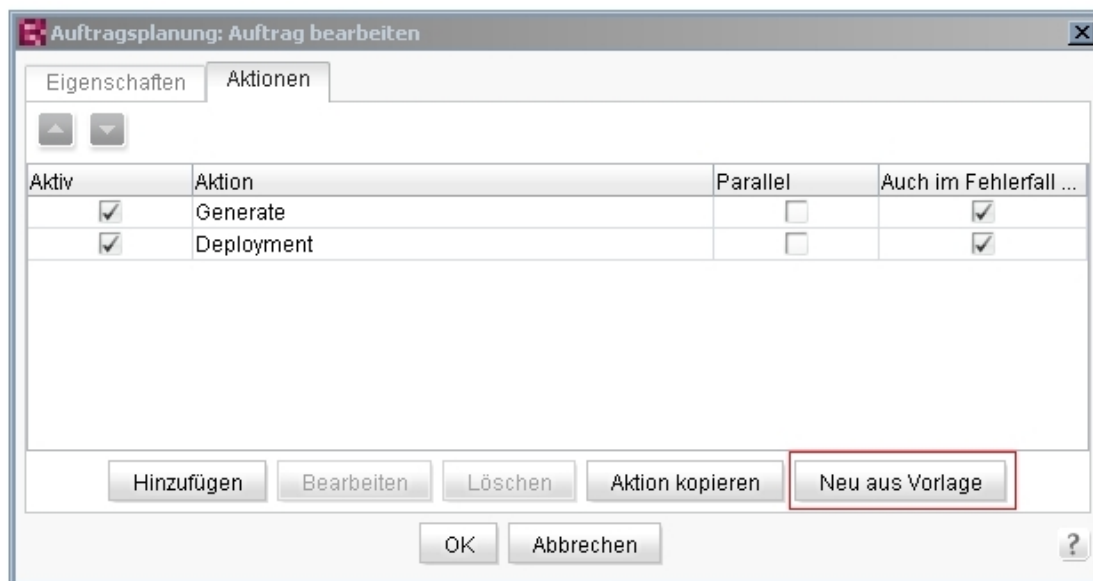 Auftragsplanung: Auftrag bearbeiten
Eigenschaften Aktionen
Aktiv Aktion Parallel Auch im Fehlerfall ...
Generate
Deployment
Hinzufügen Bearbeiten Löschen Aktion kopieren Neu aus Vorlage
OK Abbrechen ?